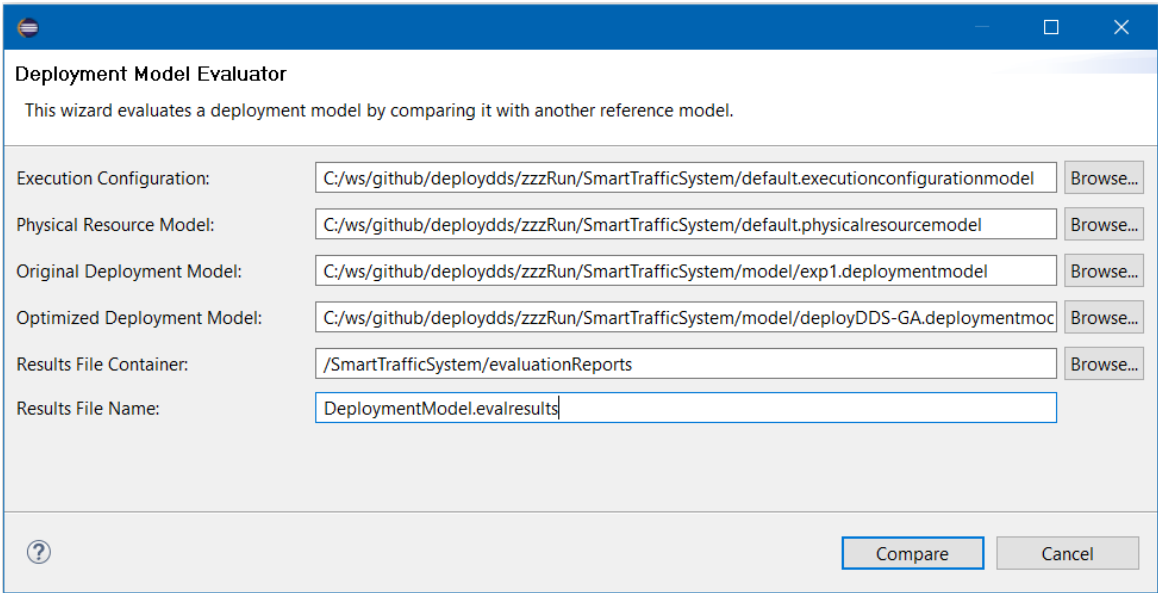 Deployment Model Evaluator
This wizard evaluates a deployment model by comparing it with another reference model.
Execution Configuration: C:/ws/github/deploydds/zzzRun/SmartTrafficSystem/default.executionconfigurationmodel Browse...
Physical Resource Model: C:/ws/github/deploydds/zzzRun/SmartTrafficSystem/default.physicalresourcemodel Browse...
Original Deployment Model: C:/ws/github/deploydds/zzzRun/SmartTrafficSystem/model/exp1.deploymentmodel Browse...
Optimized Deployment Model: C:/ws/github/deploydds/zzzRun/SmartTrafficSystem/model/deployDDS-GA.deploymentmoc Browse...
Results File Container: /SmartTrafficSystem/evaluationReports Browse...
Results File Name: DeploymentModel.evalresults
? Compare Cancel